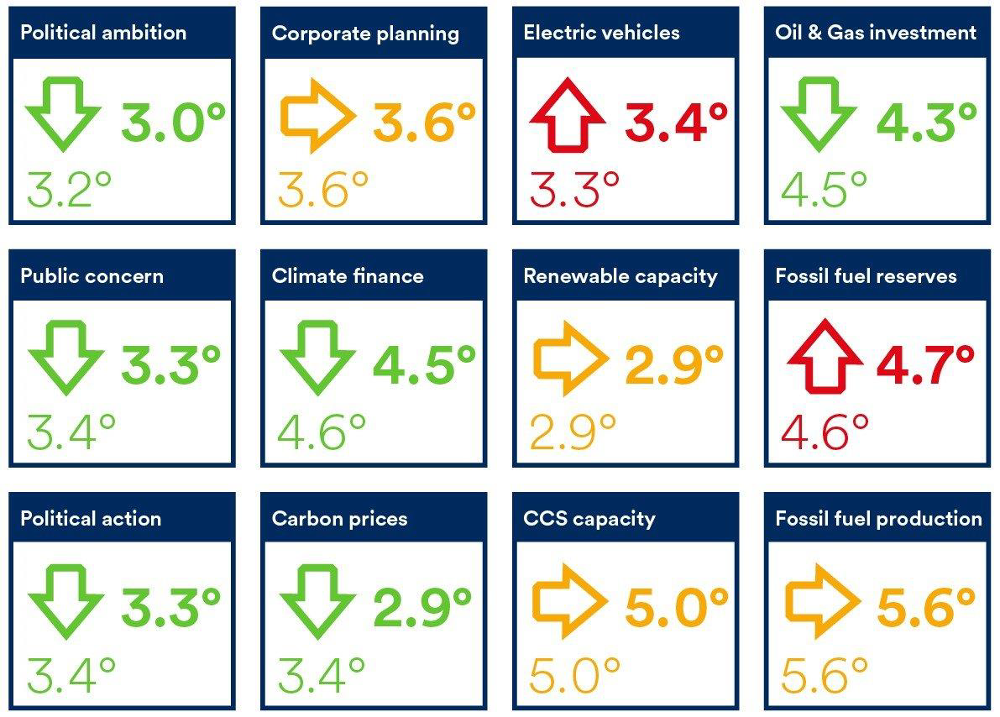 Political ambition
3.0°
3.2°
Corporate planning
3.6°
3.6°
Electric vehicles
3.4°
3.3°
Oil & Gas investment
4.3°
4.5°
Public concern
3.3°
3.4°
Climate finance
4.5°
4.6°
Renewable capacity
2.9°
2.9°
Fossil fuel reserves
4.7°
4.6°
Political action
3.3°
3.4°
Carbon prices
2.9°
3.4°
CCS capacity
5.0°
5.0°
Fossil fuel production
5.6°
5.6°